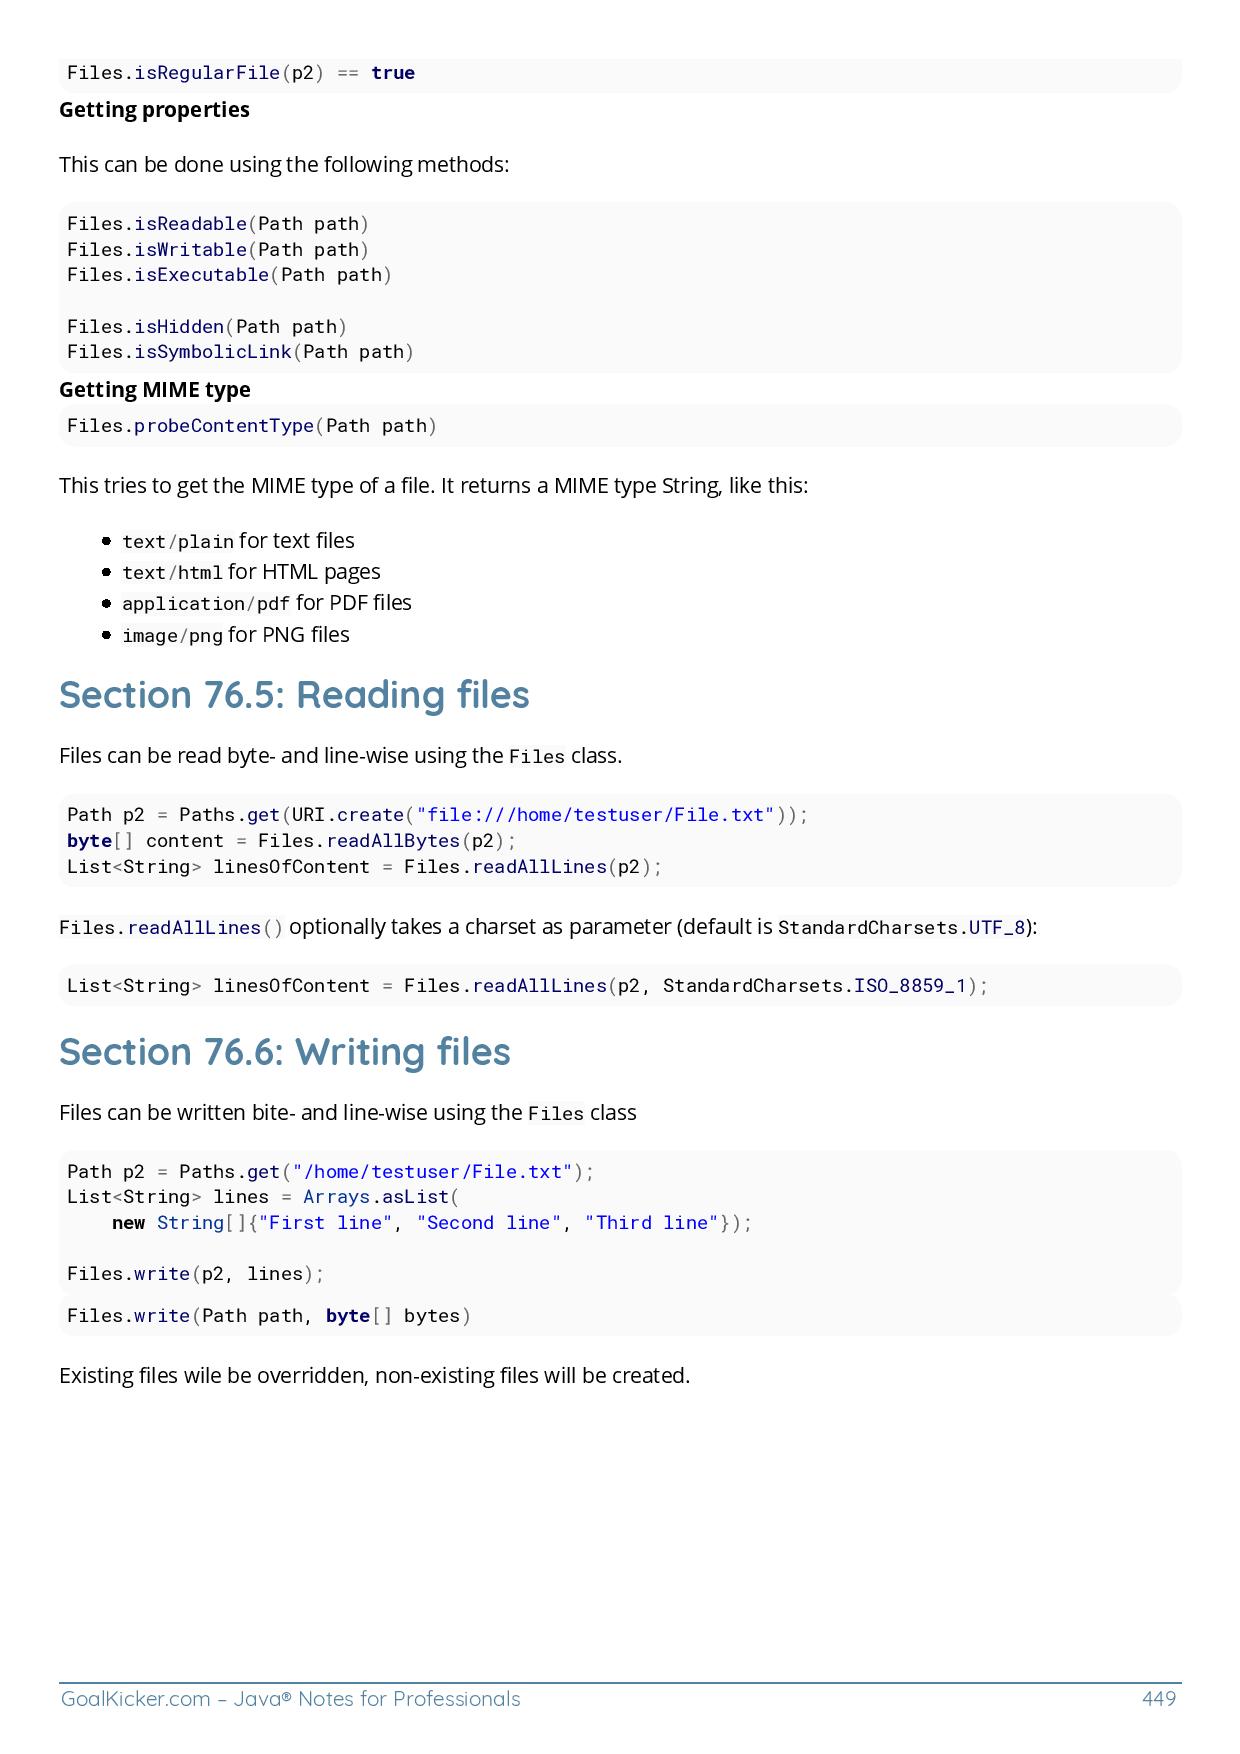 Files.isRegularFile(p2) == true
Getting properties
This can be done using the following methods:
Files.isReadable(Path path)
Files.isWritable(Path path)
Files.isExecutable(Path path)
Files.isHidden(Path path)
Files.isSymbolicLink(Path path)
Getting MIME type
Files.probeContentType(Path path)
This tries to get the MIME type of a file. It returns a MIME type String, like this:
● text/plain for text files
● text/html for HTML pages
● application/pdf for PDF files
● image/png for PNG files
Section 76.5: Reading files
Files can be read byte- and line-wise using the Files class.
Path p2 = Paths.get(URI.create("file:///home/testuser/File.txt"));
byte[] content = Files.readAllBytes(p2);
List<String> linesOfContent = Files.readAllLines(p2);
Files.readAllLines() optionally takes a charset as parameter (default is StandardCharsets.UTF_8):
List<String> linesOfContent = Files.readAllLines(p2, StandardCharsets.ISO_8859_1);
Section 76.6: Writing files
Files can be written bite- and line-wise using the Files class
Path p2 = Paths.get("/home/testuser/File.txt");
List<String> lines = Arrays.asList(
    new String[]{"First line", "Second line", "Third line"});
Files.write(p2, lines);
Files.write(Path path, byte[] bytes)
Existing files wile be overridden, non-existing files will be created.
GoalKicker.com – Java® Notes for Professionals 449